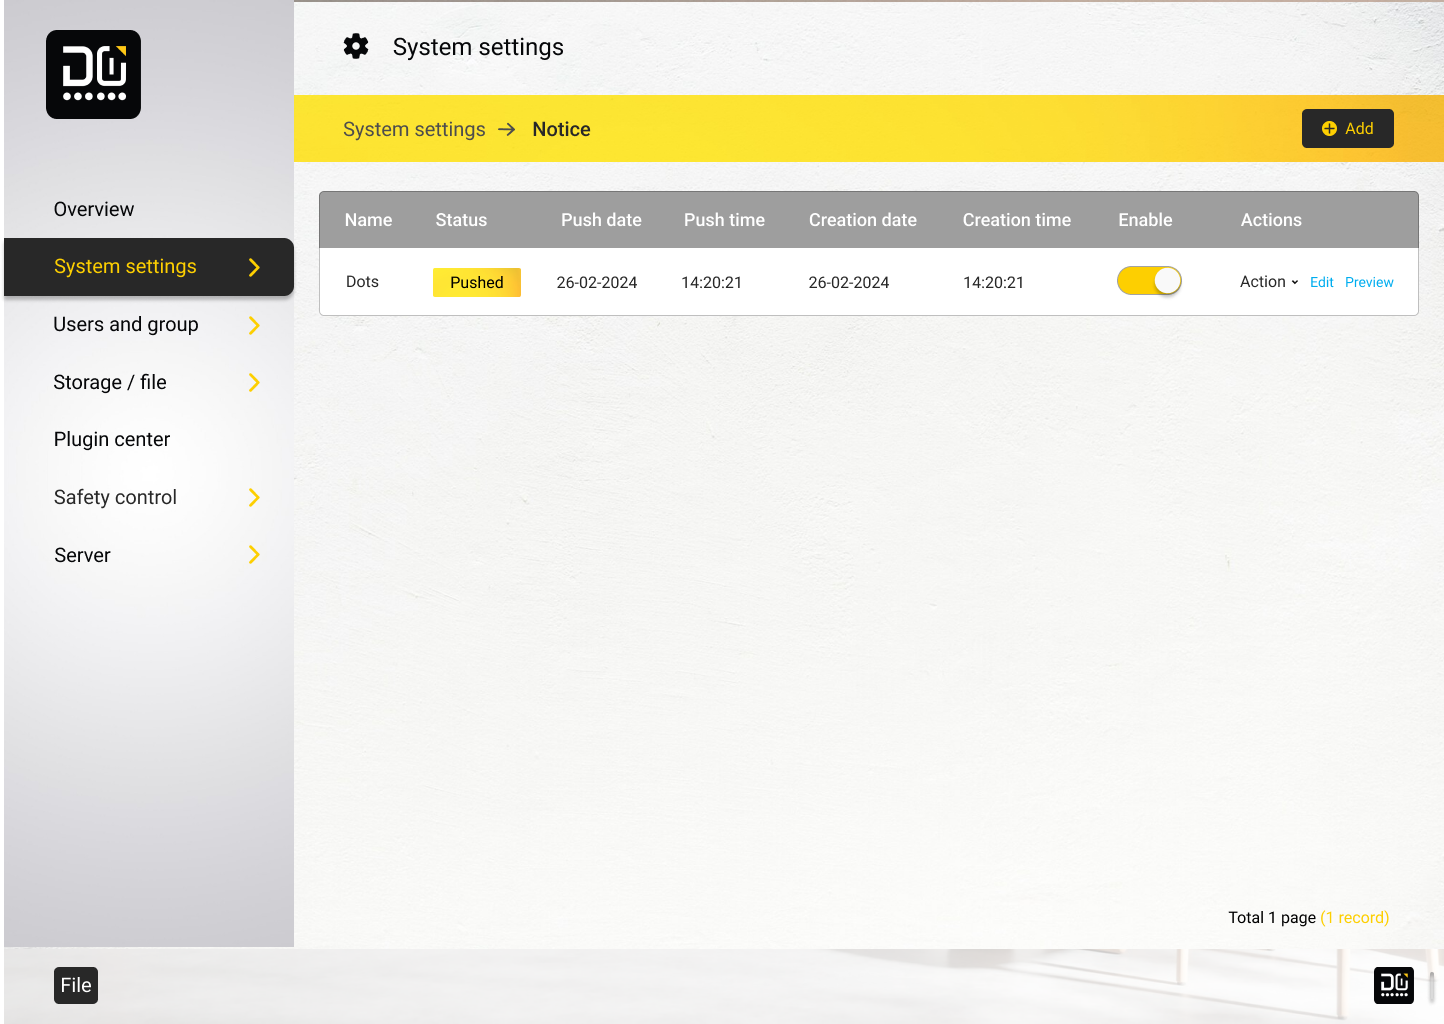 System settings
System settings → Notice
Add
Overview
System settings
Users and group
Storage / file
Plugin center
Safety control
Server
Name Status Push date Push time Creation date Creation time Enable Actions
Dots Pushed 26-02-2024 14:20:21 26-02-2024 14:20:21 Action Edit Preview
Total 1 page (1 record)
File